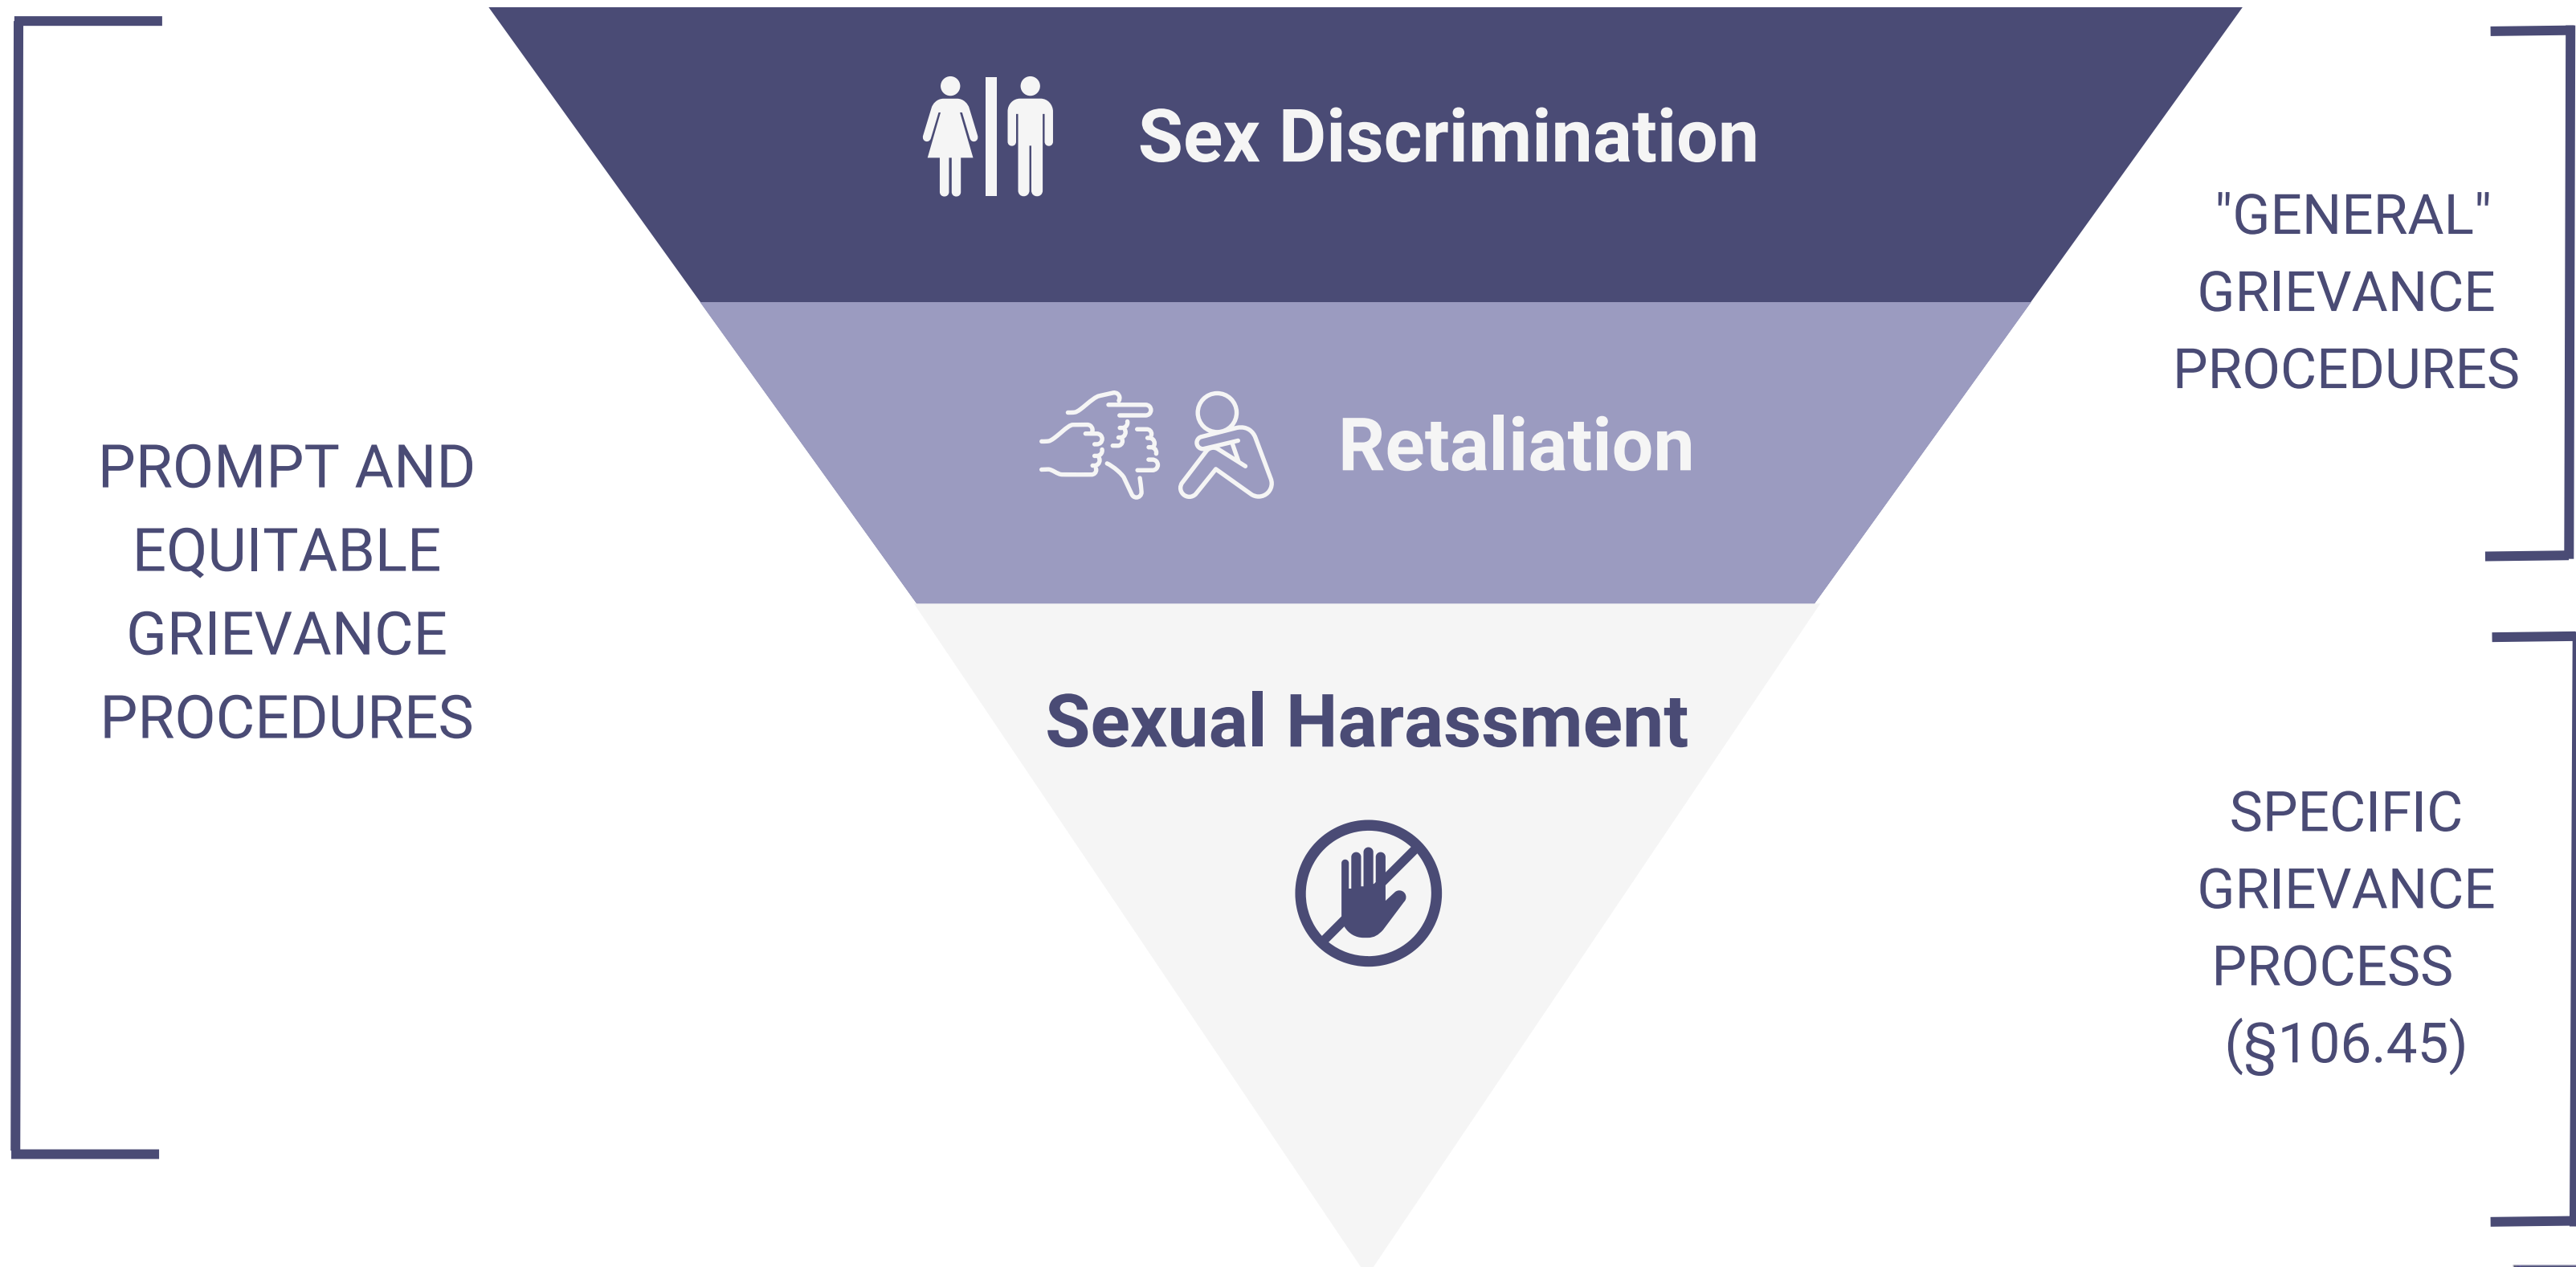 Sex Discrimination
"GENERAL"
GRIEVANCE
PROCEDURES
Retaliation
PROMPT AND
EQUITABLE
GRIEVANCE
PROCEDURES
Sexual Harassment
SPECIFIC
GRIEVANCE
PROCESS
(§106.45)